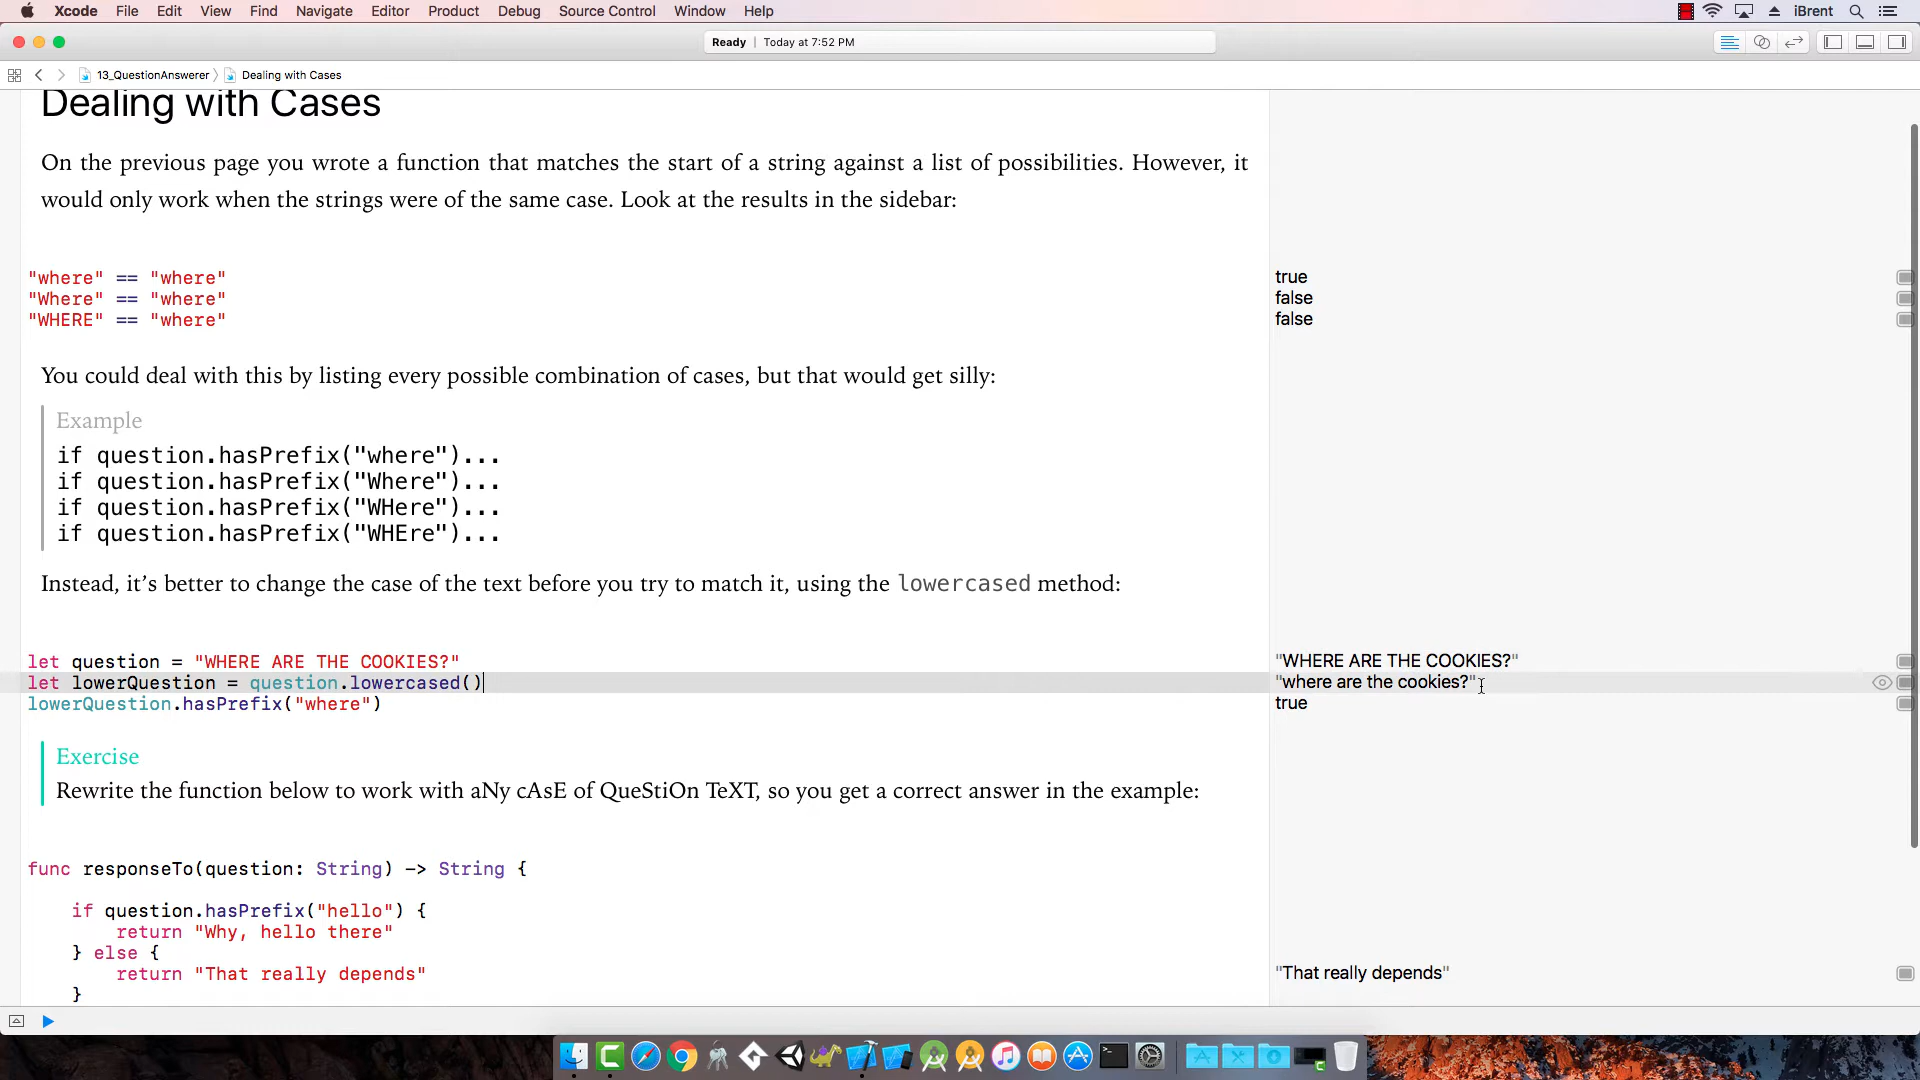 Xcode File Edit View Find Navigate Editor Product Debug Source Control Window Help iBrent
Ready | Today at 7:52 PM
13_QuestionAnswerer Dealing with Cases
Dealing with Cases
On the previous page you wrote a function that matches the start of a string against a list of possibilities. However, it
would only work when the strings were of the same case. Look at the results in the sidebar:
"where" == "where" true
"Where" == "where" false
"WHERE" == "where" false
You could deal with this by listing every possible combination of cases, but that would get silly:
Example
if question.hasPrefix("where")...
if question.hasPrefix("Where")...
if question.hasPrefix("WHere")...
if question.hasPrefix("WHEre")...
Instead, it's better to change the case of the text before you try to match it, using the lowercased method:
let question = "WHERE ARE THE COOKIES?" "WHERE ARE THE COOKIES?"
let lowerQuestion = question.lowercased() "where are the cookies?"
lowerQuestion.hasPrefix("where") true
Exercise
Rewrite the function below to work with aNy cAsE of QueStiOn TeXT, so you get a correct answer in the example:
func responseTo(question: String) -> String {
if question.hasPrefix("hello") {
return "Why, hello there"
} else {
return "That really depends" "That really depends"
}